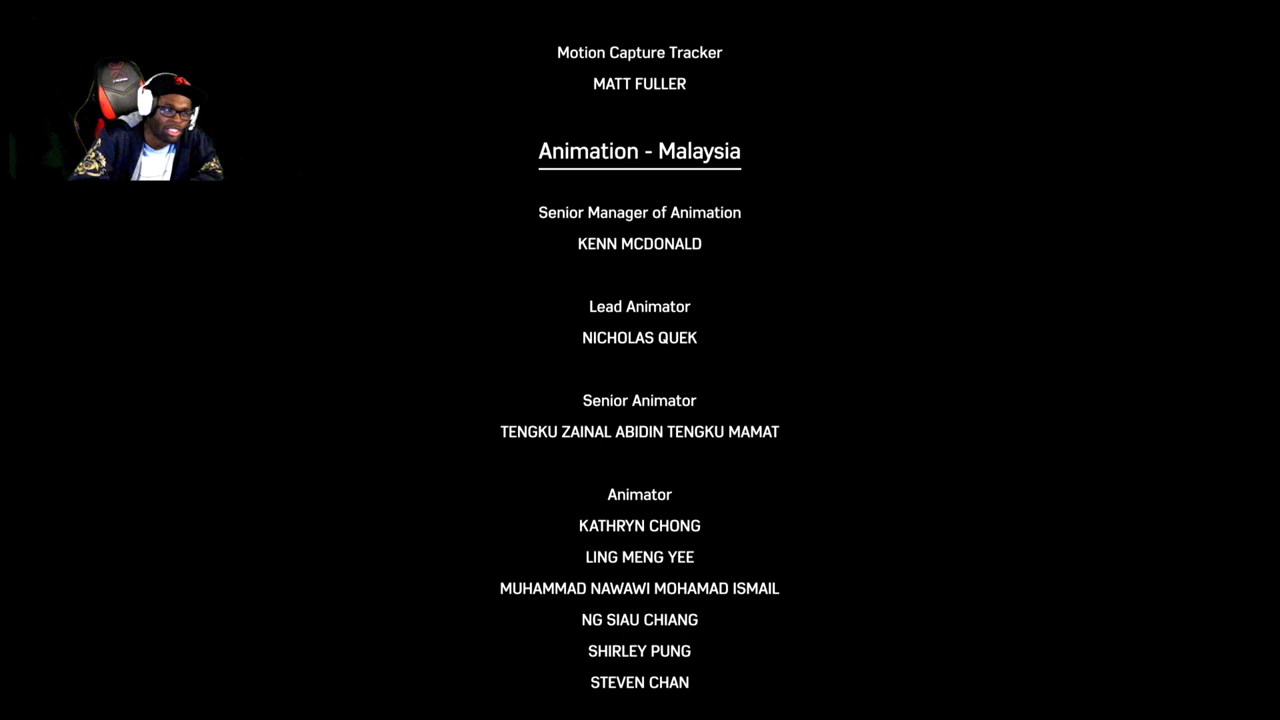 Motion Capture Tracker
MATT FULLER
Animation - Malaysia
Senior Manager of Animation
KENN MCDONALD
Lead Animator
NICHOLAS QUEK
Senior Animator
TENGKU ZAINAL ABIDIN TENGKU MAMAT
Animator
KATHRYN CHONG
LING MENG YEE
MUHAMMAD NAWAWI MOHAMAD ISMAIL
NG SIAU CHIANG
SHIRLEY PUNG
STEVEN CHAN